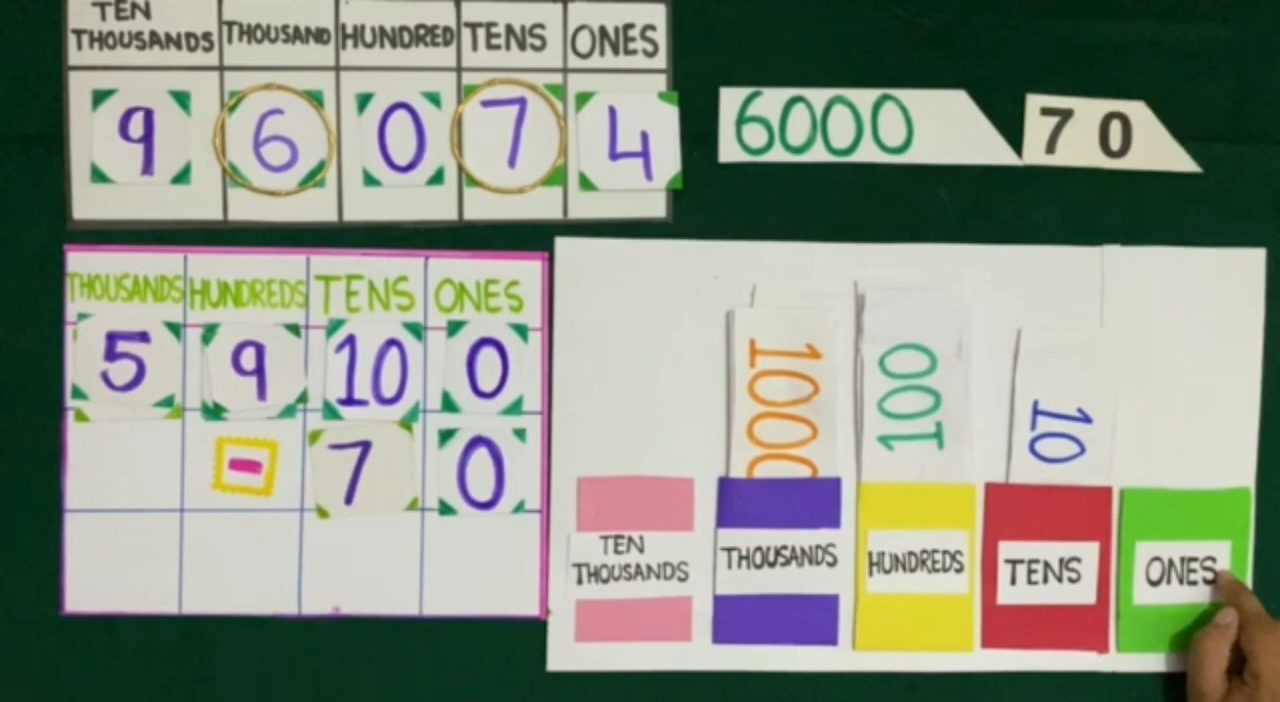 TEN THOUSANDS THOUSAND HUNDRED TENS ONES
9 6 0 7 4
6000 70
THOUSANDS HUNDREDS TENS ONES
5 9 10 0
- 7 0
1000 100 10
TEN THOUSANDS THOUSANDS HUNDREDS TENS ONES